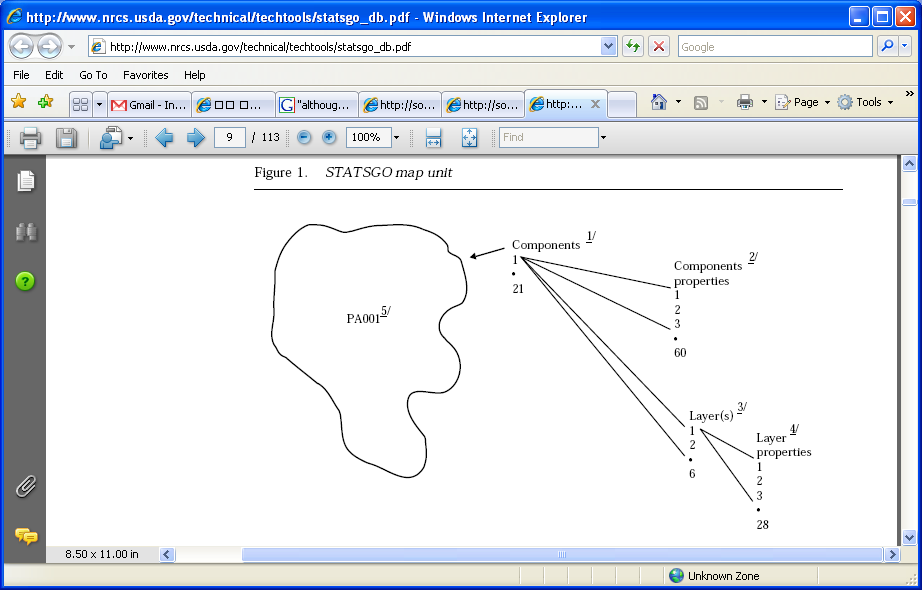 http://www.nrcs.usda.gov/technical/techtools/statsgo_db.pdf - Windows Internet Explorer
http://www.nrcs.usda.gov/technical/techtools/statsgo_db.pdf
Google
File Edit Go To Favorites Help
Gmail - In...
"althoug...
http://so...
http://so...
http:...
Page
Tools
»
9 / 113
100%
Find
Figure 1. STATSGO map unit
Components 1/
1
•
21
Components 2/
properties
1
2
3
•
60
PA001 5/
Layer(s) 3/
1
2
•
6
Layer 4/
properties
1
2
3
•
28
8.50 x 11.00 in
Unknown Zone